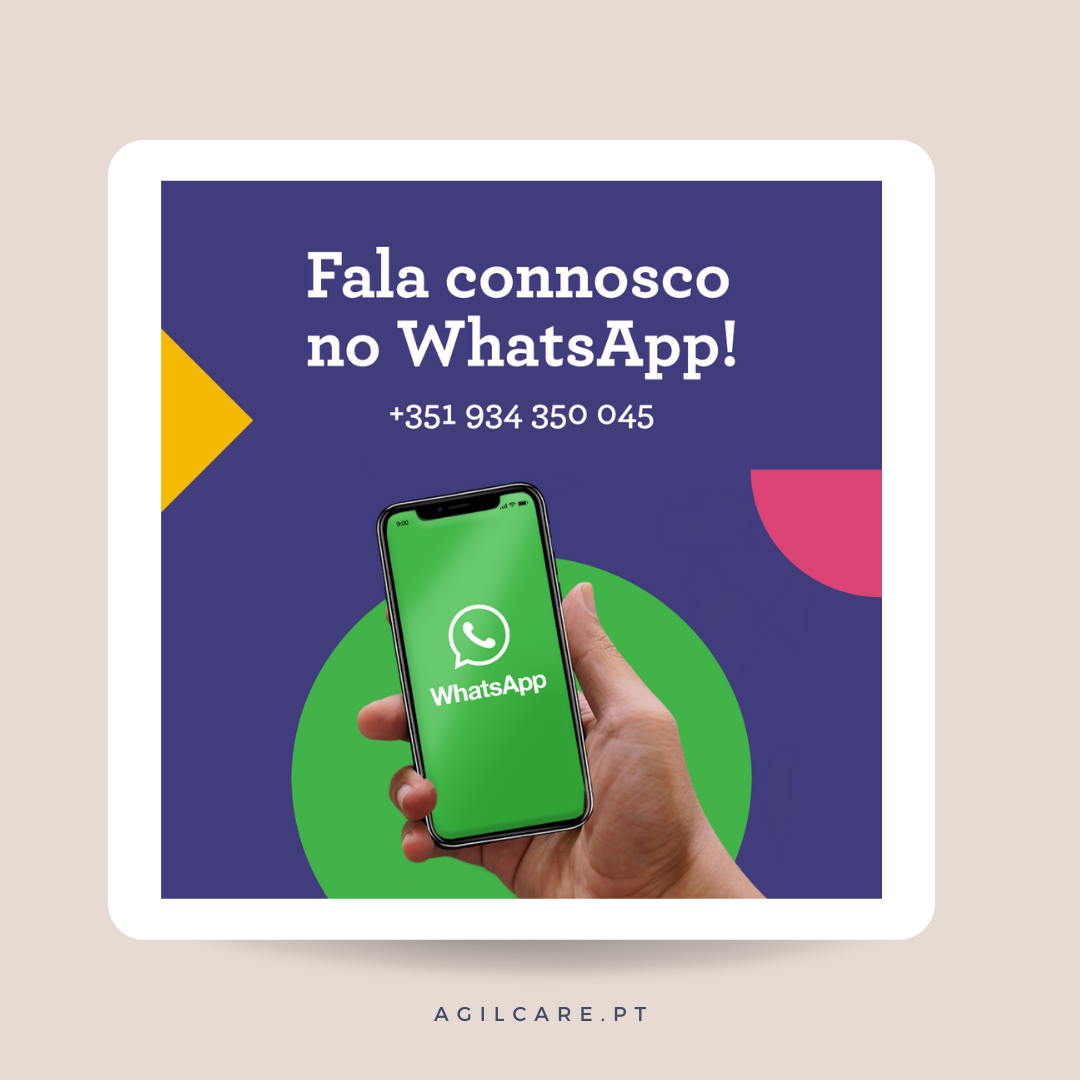 Fala connosco
no WhatsApp!
+351 934 350 045
9:00
WhatsApp
AGILCARE.PT